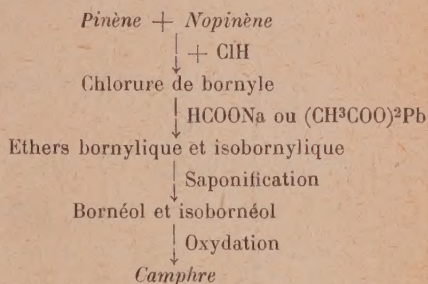 Pinène + Nopinène
+ ClH
Chlorure de bornyle
HCOONa ou (CH³COO)²Pb
Ethers bornylique et isobornylique
Saponification
Bornéol et isobornéol
Oxydation
Camphre